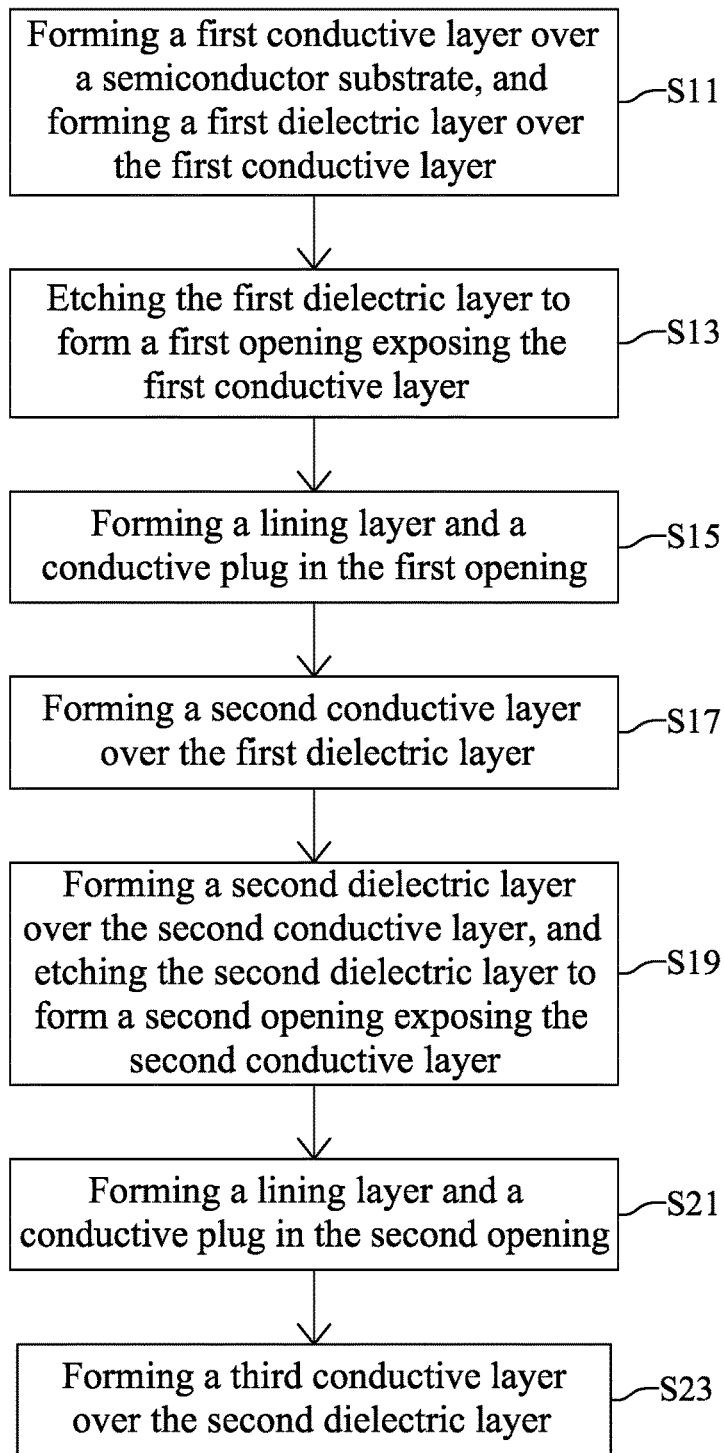 Forming a first conductive layer over
a semiconductor substrate, and
forming a first dielectric layer over
the first conductive layer
S11
Etching the first dielectric layer to
form a first opening exposing the
first conductive layer
S13
Forming a lining layer and a
conductive plug in the first opening
S15
Forming a second conductive layer
over the first dielectric layer
S17
Forming a second dielectric layer
over the second conductive layer, and
etching the second dielectric layer to
form a second opening exposing the
second conductive layer
S19
Forming a lining layer and a
conductive plug in the second opening
S21
Forming a third conductive layer
over the second dielectric layer
S23